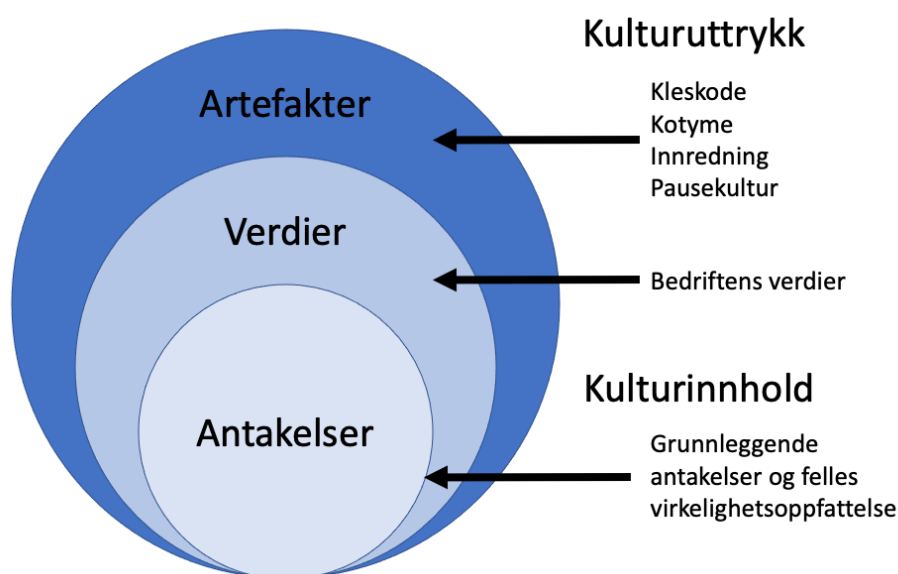 Kulturuttrykk
Artefakter
Kleskode
Kotyme
Innredning
Pausekultur
Verdier
Bedriftens verdier
Kulturinnhold
Antakelser
Grunnleggende
antakelser og felles
virkelighetsoppfattelse